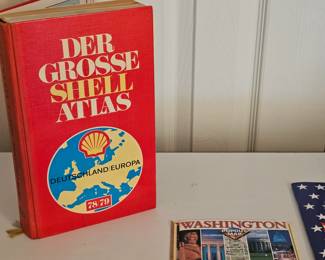 DER
GROSSE
SHELL
ATLAS
DEUTSCHLAND EUROPA
78/79
WASHINGTON